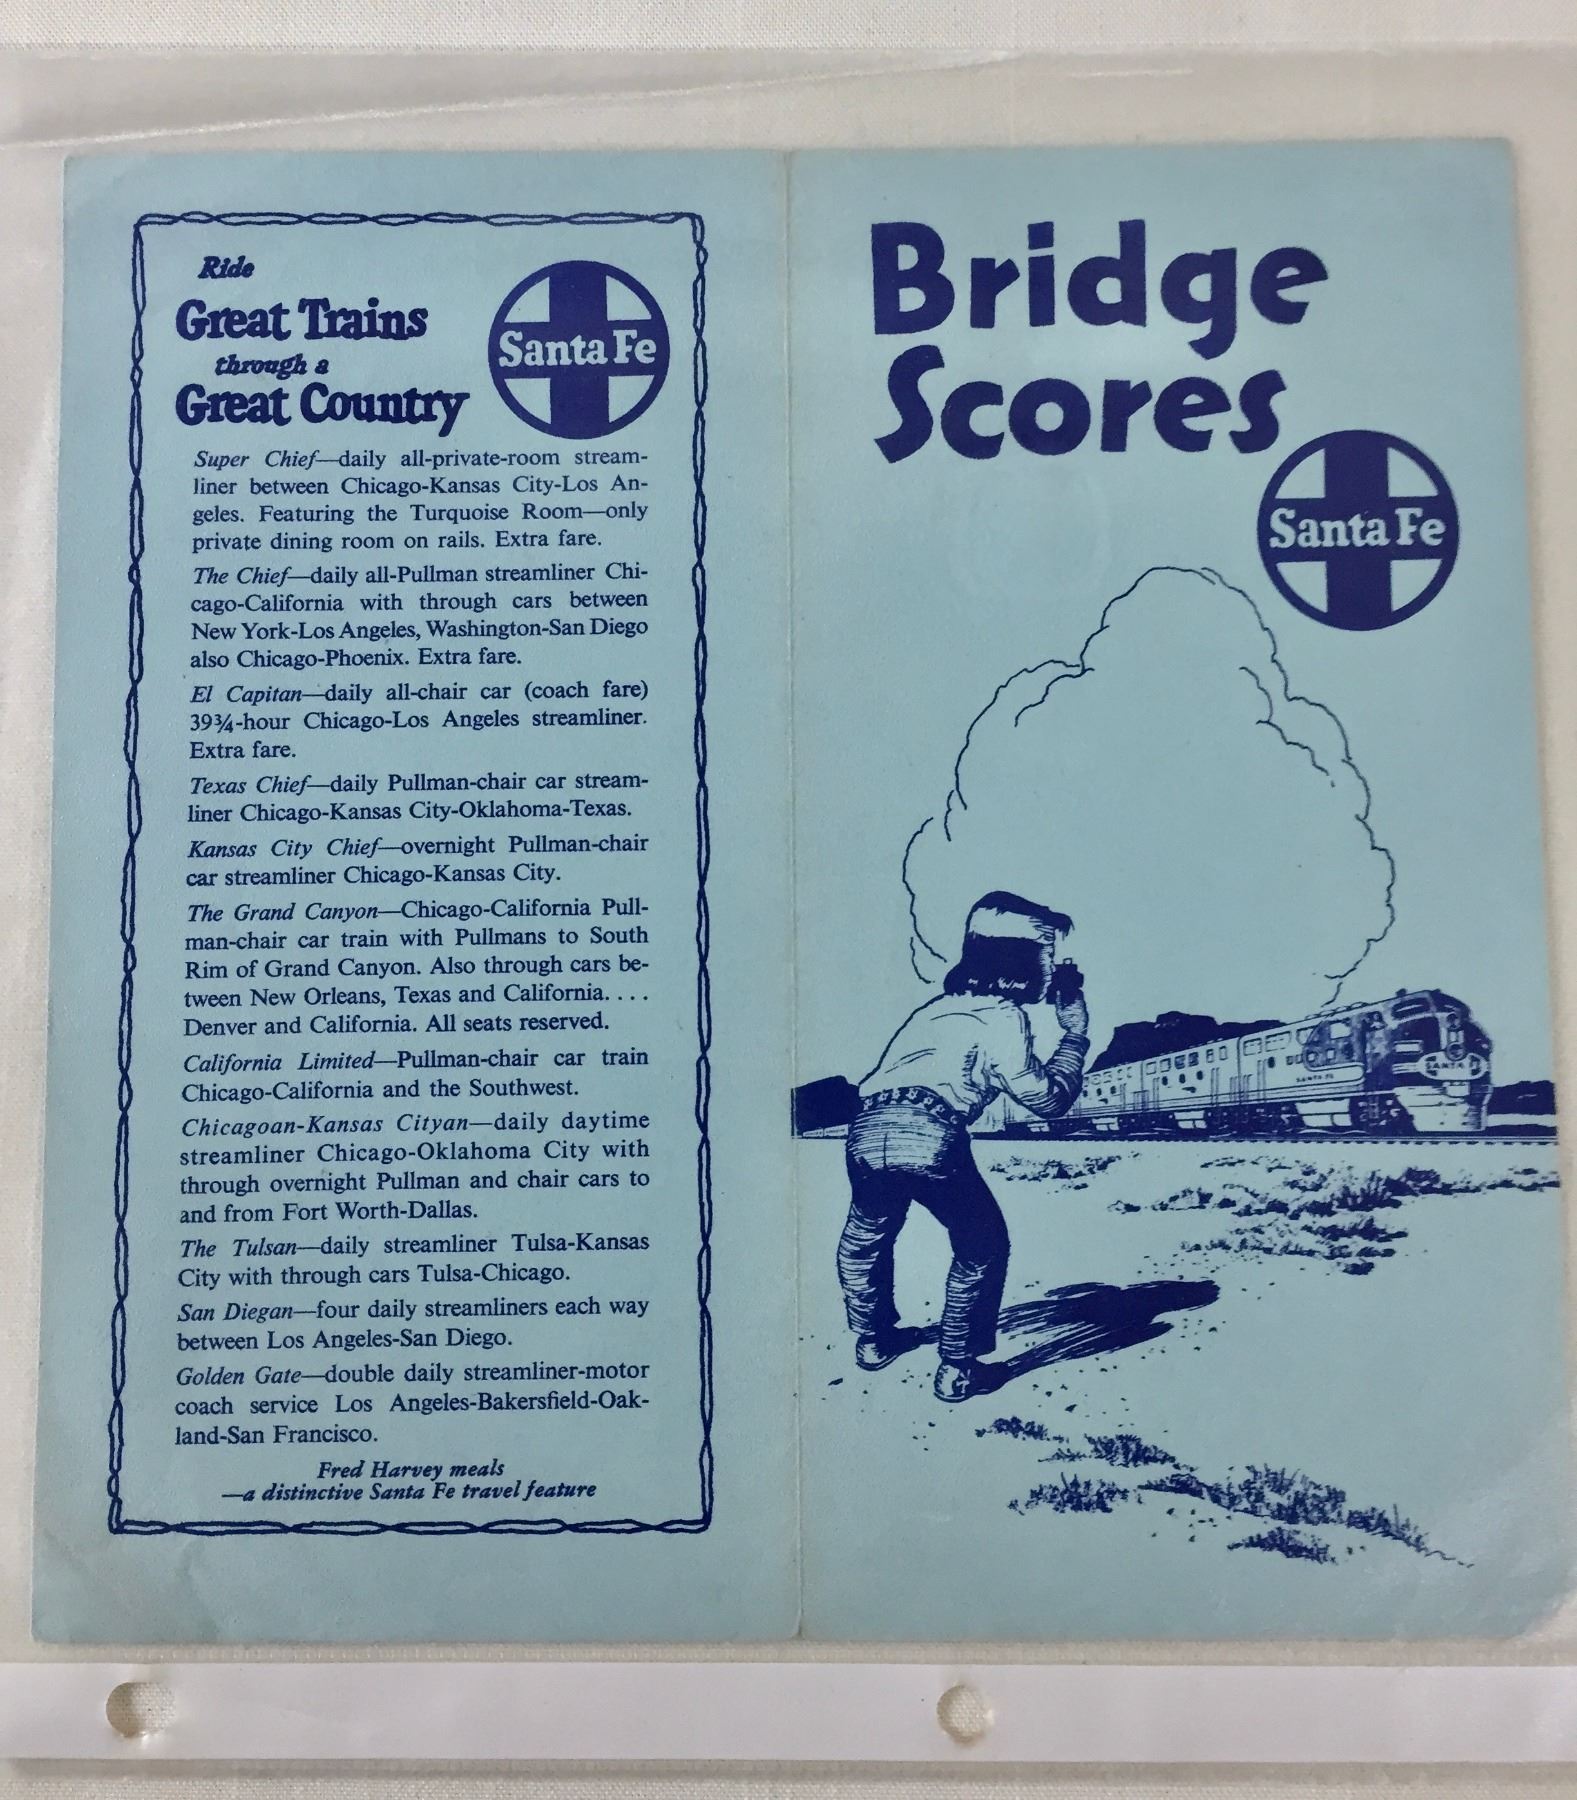 Ride
Great Trains
through a
Great Country
Santa Fe
Super Chief—daily all-private-room stream-
liner between Chicago-Kansas City-Los An-
geles. Featuring the Turquoise Room—only
private dining room on rails. Extra fare.
The Chief—daily all-Pullman streamliner Chi-
cago-California with through cars between
New York-Los Angeles, Washington-San Diego
also Chicago-Phoenix. Extra fare.
El Capitan—daily all-chair car (coach fare)
39¾-hour Chicago-Los Angeles streamliner.
Extra fare.
Texas Chief—daily Pullman-chair car stream-
liner Chicago-Kansas City-Oklahoma-Texas.
Kansas City Chief—overnight Pullman-chair
car streamliner Chicago-Kansas City.
The Grand Canyon—Chicago-California Pull-
man-chair car train with Pullmans to South
Rim of Grand Canyon. Also through cars be-
tween New Orleans, Texas and California. . . .
Denver and California. All seats reserved.
California Limited—Pullman-chair car train
Chicago-California and the Southwest.
Chicagoan-Kansas Cityan—daily daytime
streamliner Chicago-Oklahoma City with
through overnight Pullman and chair cars to
and from Fort Worth-Dallas.
The Tulsan—daily streamliner Tulsa-Kansas
City with through cars Tulsa-Chicago.
San Diegan—four daily streamliners each way
between Los Angeles-San Diego.
Golden Gate—double daily streamliner-motor
coach service Los Angeles-Bakersfield-Oak-
land-San Francisco.
Fred Harvey meals
—a distinctive Santa Fe travel feature
Bridge
Scores
Santa Fe
SANTA FE
SANTA FE